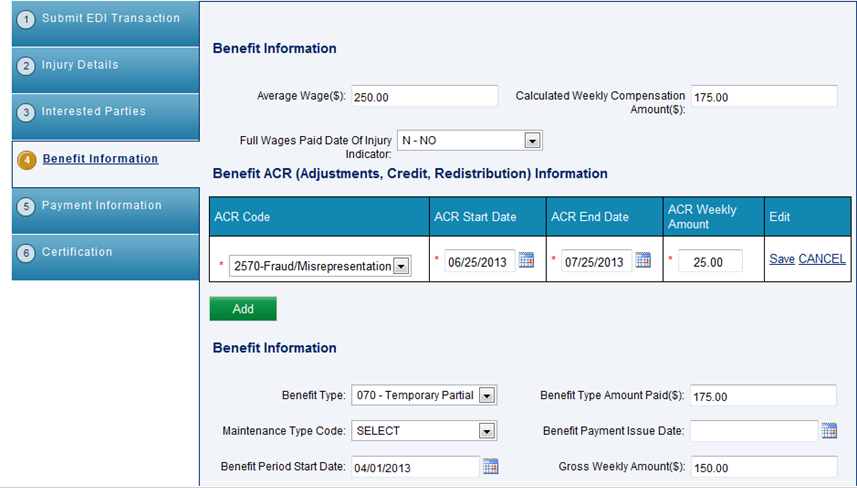 1 Submit EDI Transaction
2 Injury Details
3 Interested Parties
4 Benefit Information
5 Payment Information
6 Certification
Benefit Information
Average Wage($): 250.00 Calculated Weekly Compensation Amount($): 175.00
Full Wages Paid Date Of Injury Indicator: N - NO
Benefit ACR (Adjustments, Credit, Redistribution) Information
ACR Code ACR Start Date ACR End Date ACR Weekly Amount Edit
* 2570-Fraud/Misrepresentation * 06/25/2013 * 07/25/2013 * 25.00 Save CANCEL
Add
Benefit Information
Benefit Type: 070 - Temporary Partial Benefit Type Amount Paid($): 175.00
Maintenance Type Code: SELECT Benefit Payment Issue Date:
Benefit Period Start Date: 04/01/2013 Gross Weekly Amount($): 150.00